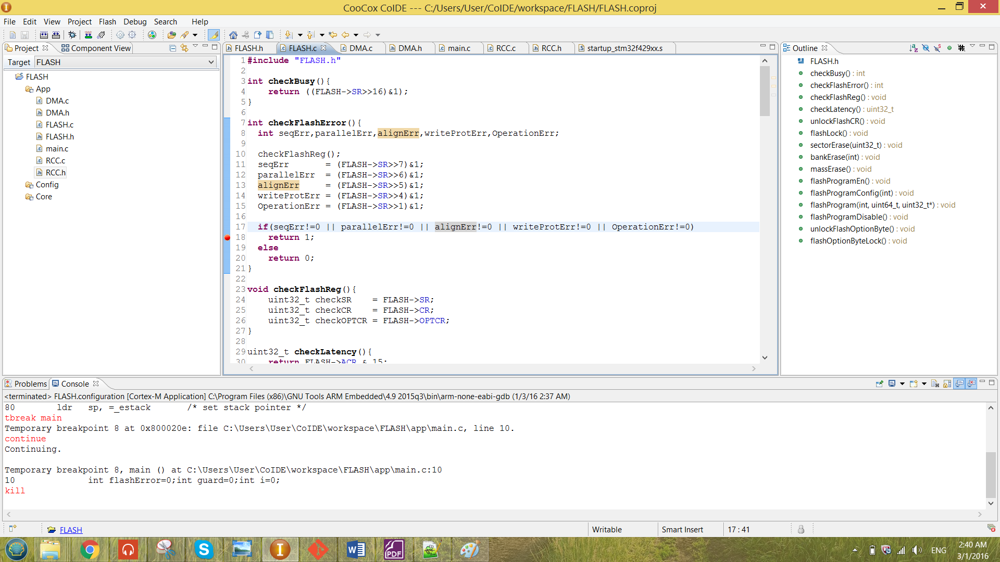 CooCox CoIDE --- C:/Users/User/CoIDE/workspace/FLASH/FLASH.coproj
File Edit View Project Flash Debug Search Help
Project Component View
Target FLASH
FLASH
App
DMA.c
DMA.h
FLASH.c
FLASH.h
main.c
RCC.c
RCC.h
Config
Core
FLASH.h FLASH.c DMA.c DMA.h main.c RCC.c RCC.h startup_stm32f429xx.s
1 #include "FLASH.h"
2
3 int checkBusy(){
4     return ((FLASH->SR>>16)&1);
5 }
6
7 int checkFlashError(){
8   int seqErr,parallelErr,alignErr,writeProtErr,OperationErr;
9
10   checkFlashReg();
11   seqErr       = (FLASH->SR>>7)&1;
12   parallelErr  = (FLASH->SR>>6)&1;
13   alignErr     = (FLASH->SR>>5)&1;
14   writeProtErr = (FLASH->SR>>4)&1;
15   OperationErr = (FLASH->SR>>1)&1;
16
17   if(seqErr!=0 || parallelErr!=0 || alignErr!=0 || writeProtErr!=0 || OperationErr!=0)
18     return 1;
19   else
20     return 0;
21 }
22
23 void checkFlashReg(){
24     uint32_t checkSR    = FLASH->SR;
25     uint32_t checkCR    = FLASH->CR;
26     uint32_t checkOPTCR = FLASH->OPTCR;
27 }
28
29 uint32_t checkLatency(){
30     return FLASH->ACR & 15;
Outline
FLASH.h
checkBusy() : int
checkFlashError() : int
checkFlashReg() : void
checkLatency() : uint32_t
unlockFlashCR() : void
flashLock() : void
sectorErase(uint32_t) : void
bankErase(int) : void
massErase() : void
flashProgramEn() : void
flashProgramConfig(int) : void
flashProgram(int, uint64_t, uint32_t*) : void
flashProgramDisable() : void
unlockFlashOptionByte() : void
flashOptionByteLock() : void
Problems Console
<terminated> FLASH.configuration [Cortex-M Application] C:\Program Files (x86)\GNU Tools ARM Embedded\4.9 2015q3\bin\arm-none-eabi-gdb (1/3/16 2:37 AM)
80        ldr   sp, =_estack       /* set stack pointer */
tbreak main
Temporary breakpoint 8 at 0x800020e: file C:\Users\User\CoIDE\workspace\FLASH\app\main.c, line 10.
continue
Continuing.
Temporary breakpoint 8, main () at C:\Users\User\CoIDE\workspace\FLASH\app\main.c:10
10              int flashError=0;int guard=0;int i=0;
kill
FLASH
Writable Smart Insert 17 : 41
ENG
2:40 AM
3/1/2016